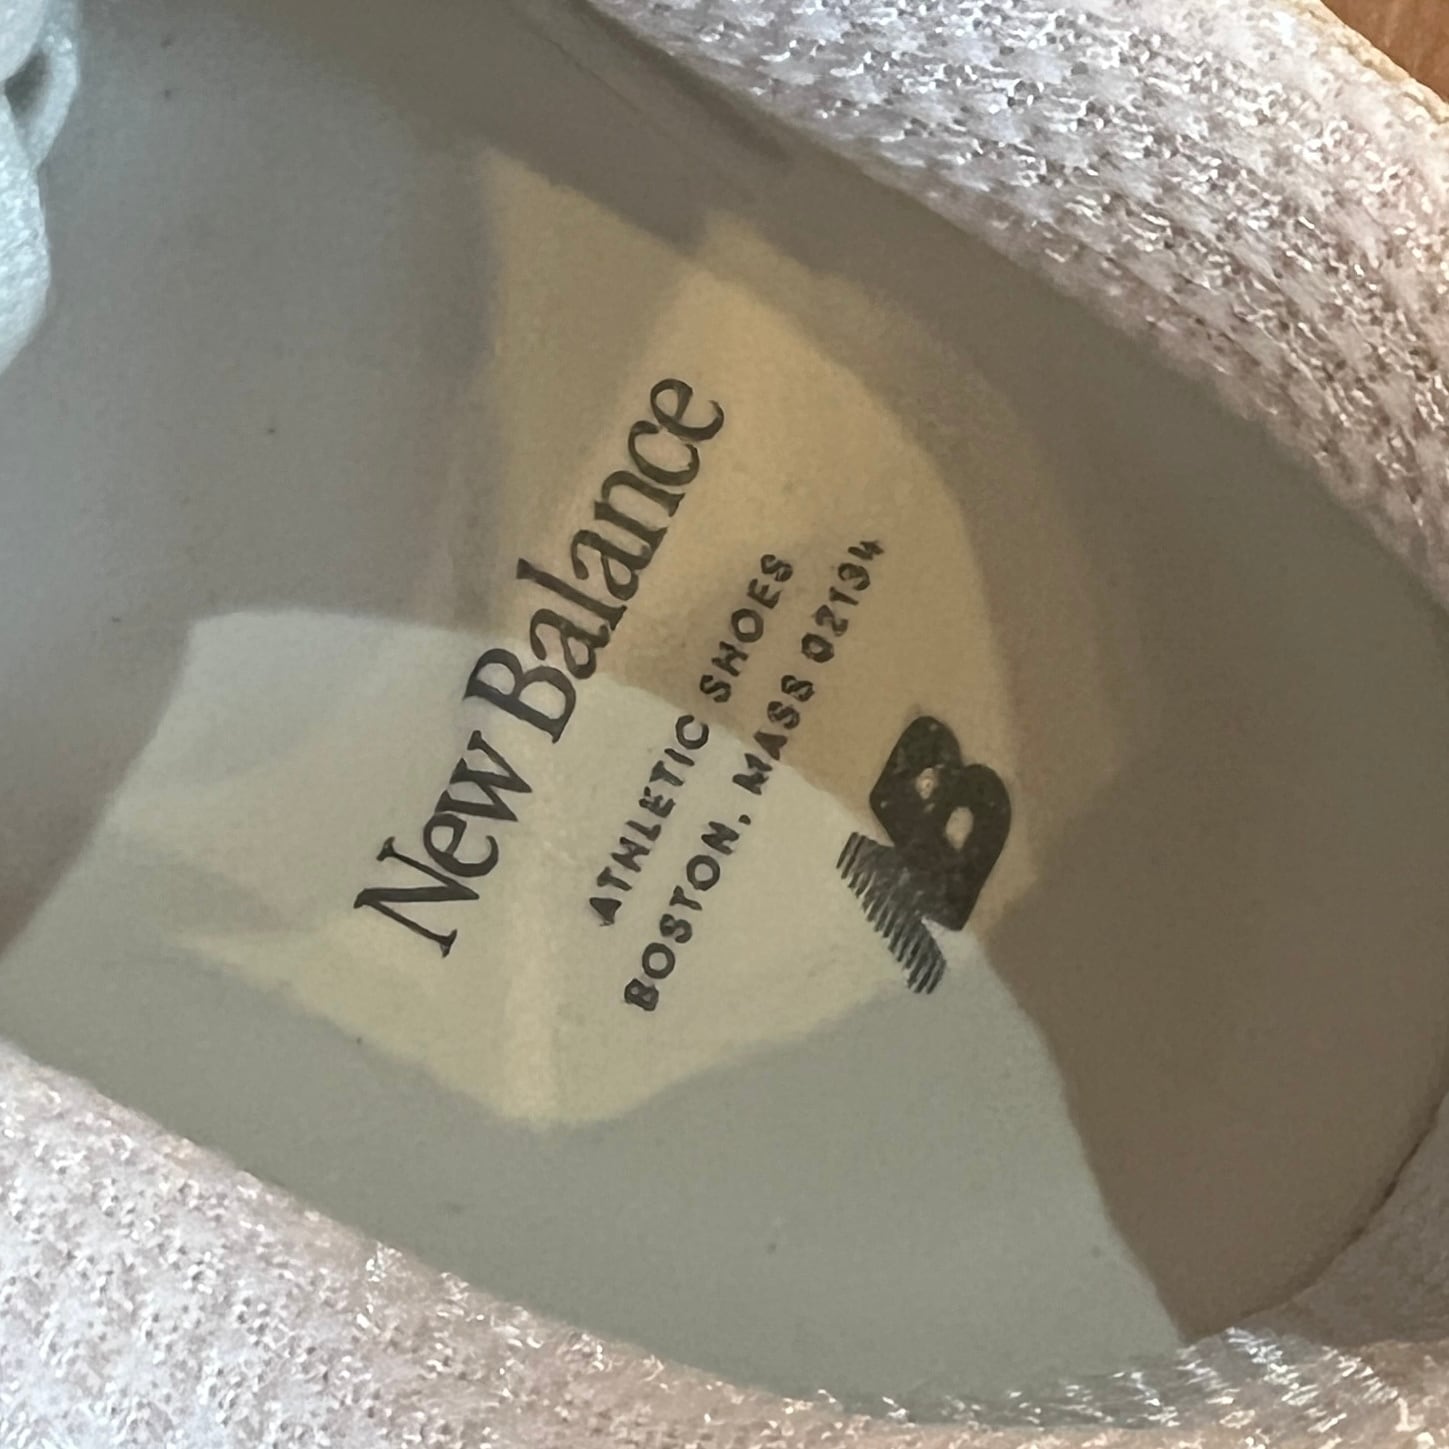 New Balance
ATHLETIC SHOES
BOSTON, MASS 02134
NB